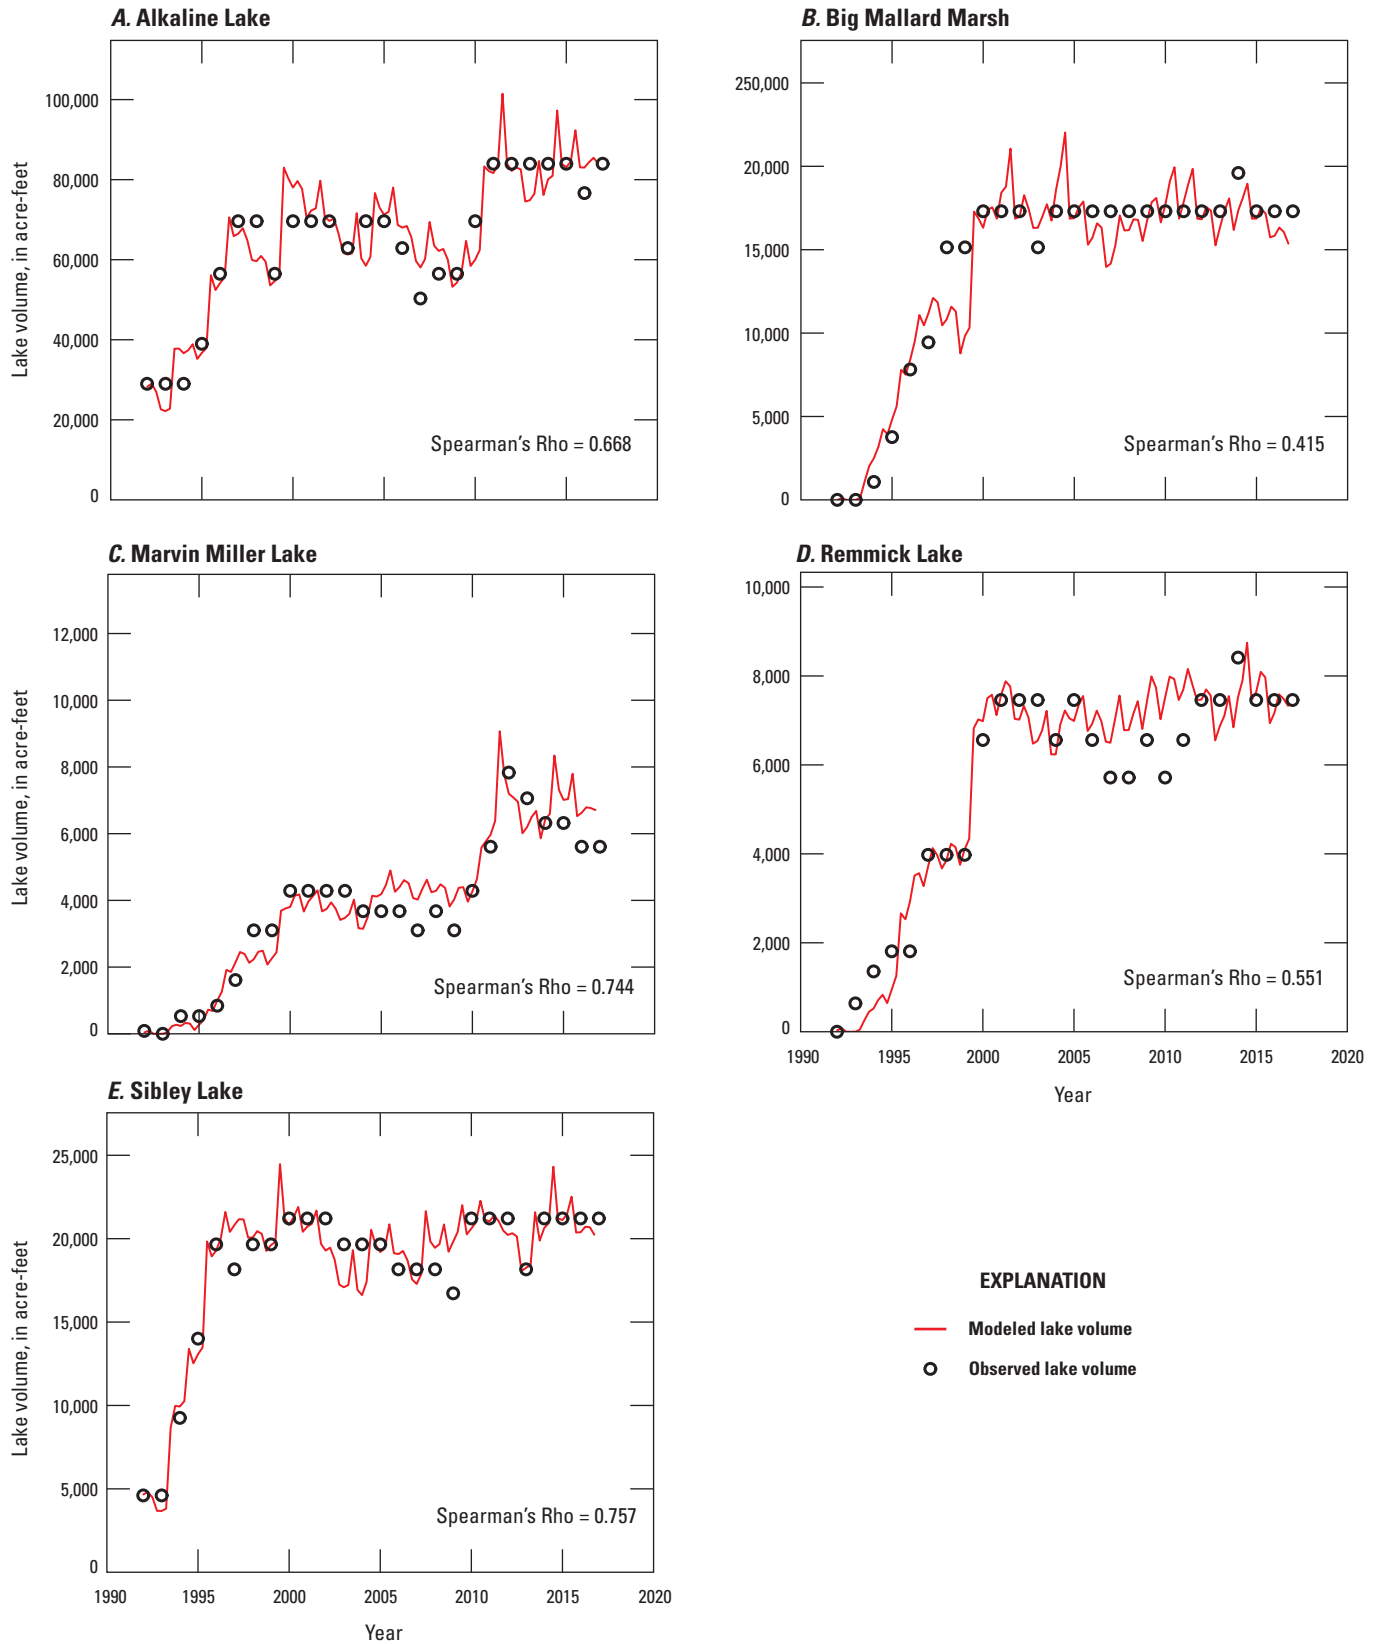 A. Alkaline Lake
100,000
80,000
60,000
40,000
20,000
0
Lake volume, in acre-feet
Spearman's Rho = 0.668
B. Big Mallard Marsh
250,000
20,000
15,000
10,000
5,000
0
Spearman's Rho = 0.415
C. Marvin Miller Lake
12,000
10,000
8,000
6,000
4,000
2,000
0
Lake volume, in acre-feet
Spearman's Rho = 0.744
D. Remmick Lake
10,000
8,000
6,000
4,000
2,000
0
Spearman's Rho = 0.551
1990 1995 2000 2005 2010 2015 2020
Year
E. Sibley Lake
25,000
20,000
15,000
10,000
5,000
0
Lake volume, in acre-feet
Spearman's Rho = 0.757
1990 1995 2000 2005 2010 2015 2020
Year
EXPLANATION
Modeled lake volume
Observed lake volume